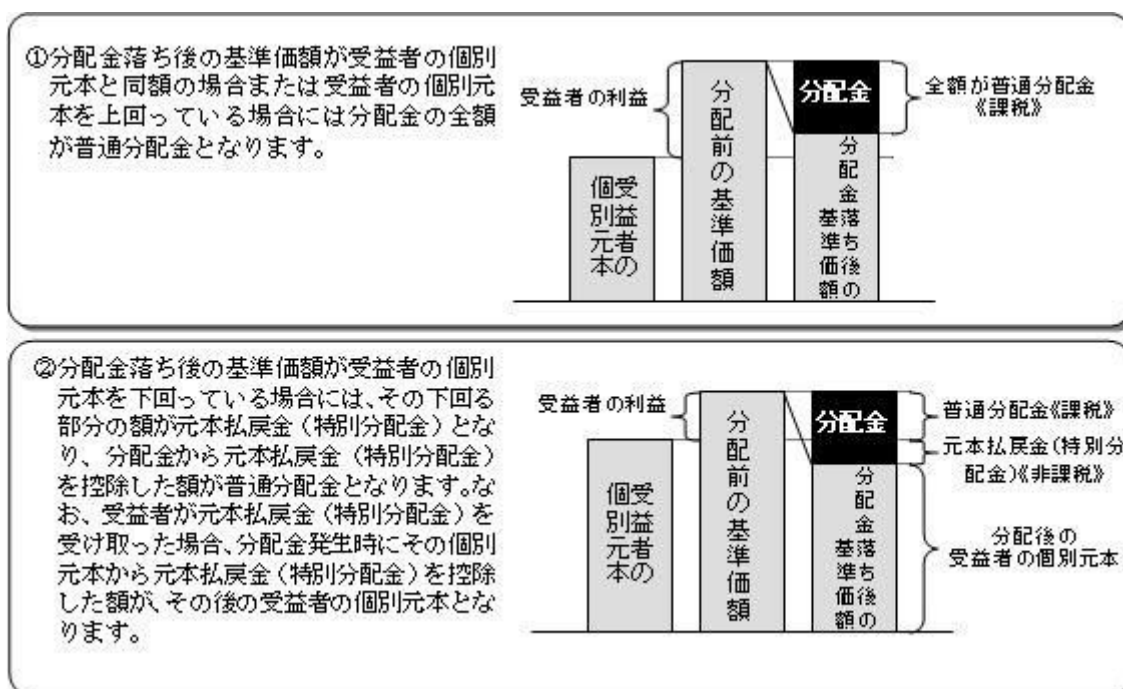 ①分配金落ち後の基準価額が受益者の個別
元本と同額の場合または受益者の個別元
本を上回っている場合には分配金の全額
が普通分配金となります。
受益者の利益
受益者の
個別元本
分配前の基準価額
分配金
分配金落ち後の
基準価額
全額が普通分配金
《課税》
②分配金落ち後の基準価額が受益者の個別
元本を下回っている場合には、その下回る
部分の額が元本払戻金(特別分配金)とな
り、分配金から元本払戻金(特別分配金)
を控除した額が普通分配金となります。な
お、受益者が元本払戻金(特別分配金)を
受け取った場合、分配金発生時にその個別
元本から元本払戻金(特別分配金)を控除
した額が、その後の受益者の個別元本とな
ります。
受益者の利益
受益者の
個別元本
分配前の基準価額
分配金
分配金落ち後の
基準価額
普通分配金《課税》
元本払戻金(特別分
配金)《非課税》
分配後の
受益者の個別元本